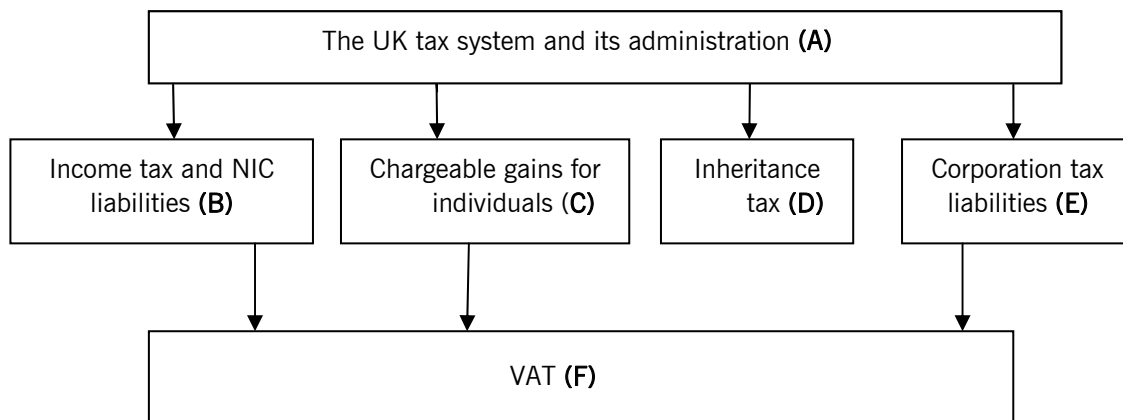 The UK tax system and its administration (A)
Income tax and NIC
liabilities (B)
Chargeable gains for
individuals (C)
Inheritance
tax (D)
Corporation tax
liabilities (E)
VAT (F)